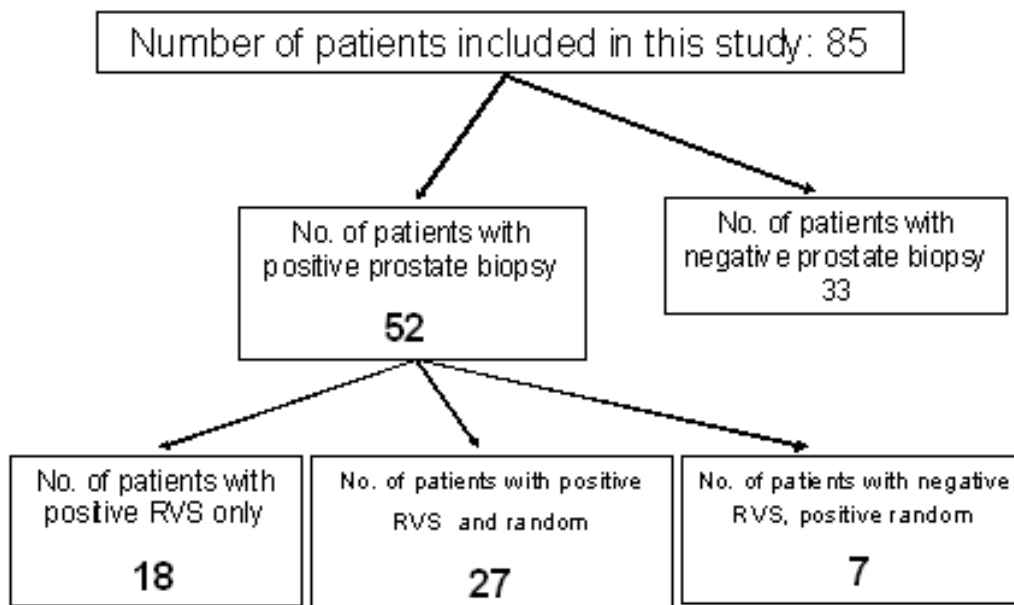 Number of patients included in this study: 85
No. of patients with
positive prostate biopsy
52
No. of patients with
negative prostate biopsy
33
No. of patients with
positive RVS only
18
No. of patients with positive
RVS and random
27
No. of patients with negative
RVS, positive random
7